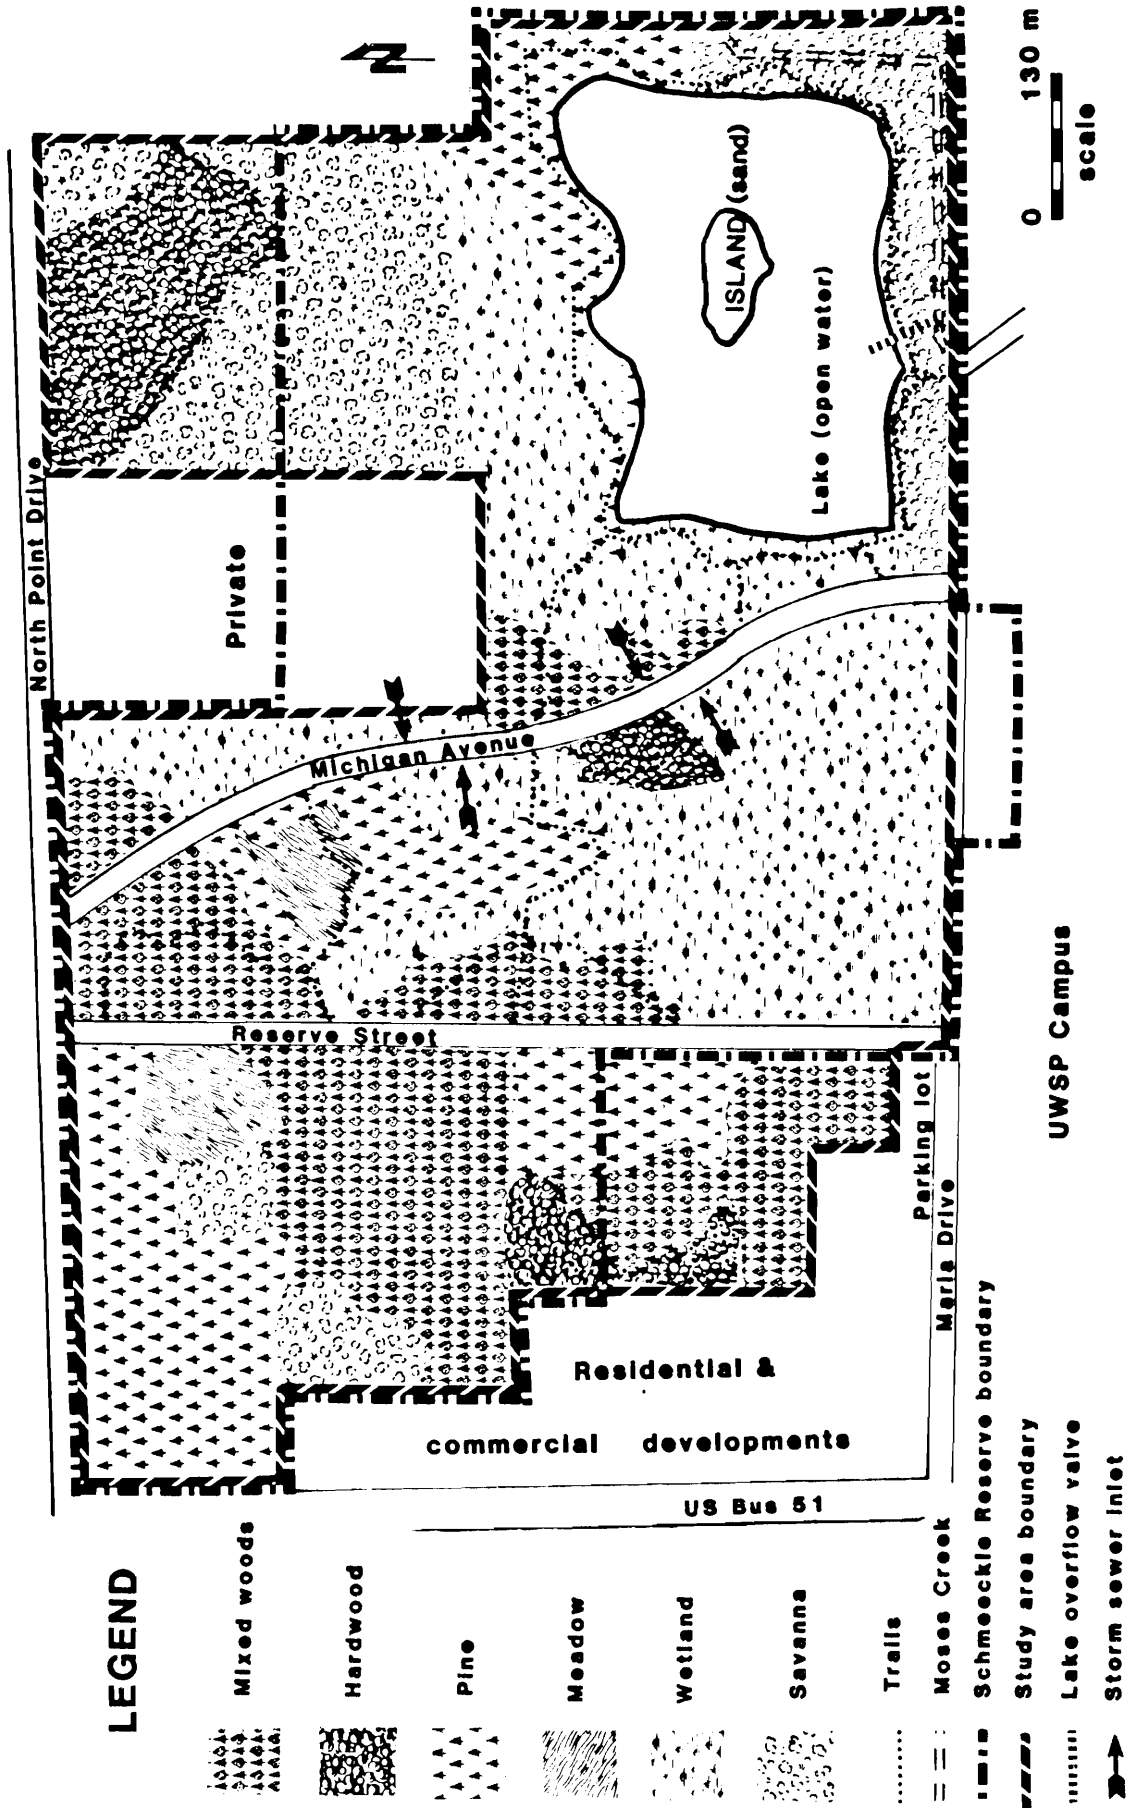 N
North Point Drive
Private
Michigan Avenue
ISLAND (sand)
Lake (open water)
Reserve Street
Parking lot
Maria Drive
Residential &
commercial developments
US Bus 51
UWSP Campus
0 130 m
scale
LEGEND
Mixed woods
Hardwood
Pine
Meadow
Wetland
Savanna
Trails
Moses Creek
Schmeeckle Reserve boundary
Study area boundary
Lake overflow valve
Storm sewer inlet